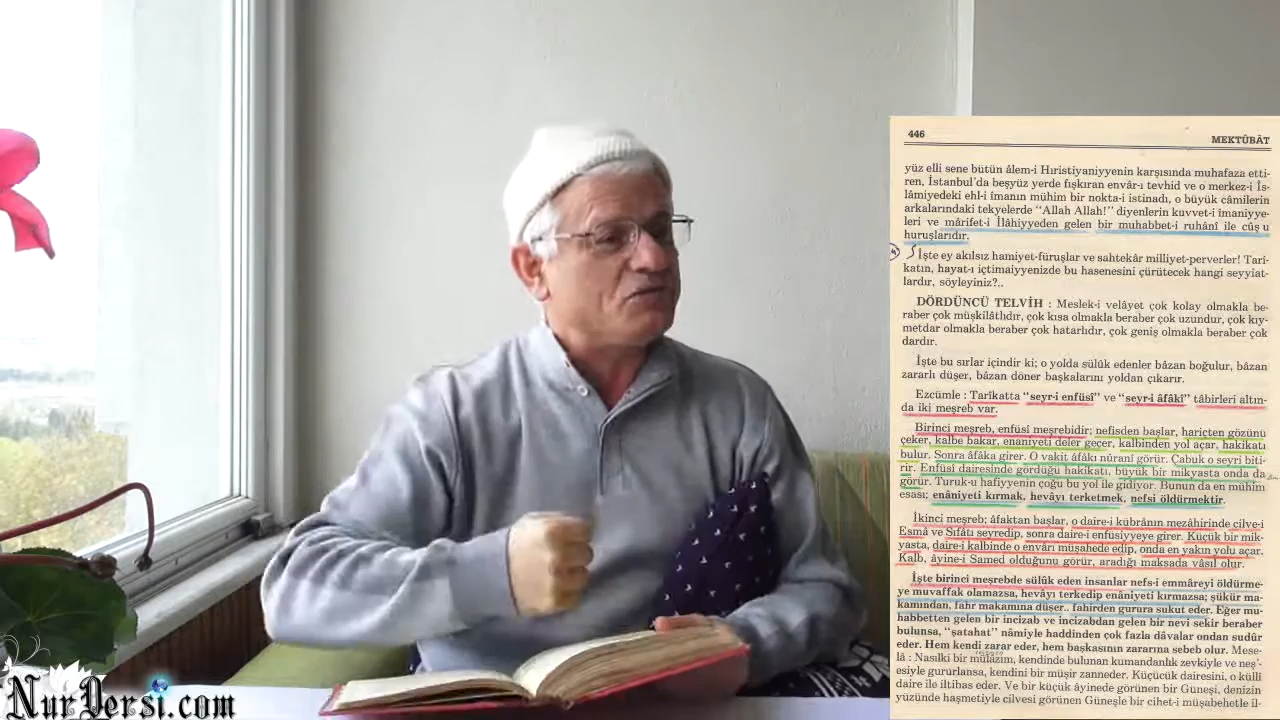 446
MEKTÛBÂT
yüz elli sene bütün âlem-i Hıristiyaniyyenin karşısında muhafaza etti-
ren, İstanbul'da beşyüz yerde fışkıran envâr-ı tevhid ve o merkez-i İs-
lâmiyedeki ehl-i imanın mühim bir nokta-i istinadı, o büyük câmilerin
arkalarındaki tekyelerde "Allah Allah!" diyenlerin kuvvet-i imaniyye-
leri ve mârifet-i İlâhiyyeden gelen bir muhabbet-i ruhânî ile cûş u
huruşlarıdır.
İşte ey akılsız hamiyet-füruşlar ve sahtekâr milliyet-perverler! Tarî-
katın, hayat-ı içtimaiyyenizde bu hasenesini çürütecek hangi seyyiat-
lardır, söyleyiniz?..
DÖRDÜNCÜ TELVİH : Meslek-i velâyet çok kolay olmakla be-
raber çok müşkilâtlıdır, çok kısa olmakla beraber çok uzundur, çok kıy-
metdar olmakla beraber çok hatarlıdır, çok geniş olmakla beraber çok
dardır.
İşte bu sırlar içindir ki; o yolda sülûk edenler bâzan boğulur, bâzan
zararlı düşer, bâzan döner başkalarını yoldan çıkarır.
Ezcümle : Tarîkatta "seyr-i enfüsî" ve "seyr-i âfâkî" tâbirleri altın-
da iki meşreb var.
Birinci meşreb, enfüsî meşrebidir; nefisden başlar, hariçten gözünü
çeker, kalbe bakar, enaniyeti deler geçer, kalbinden yol açar, hakikatı
bulur. Sonra âfâka girer. O vakit âfâkı nûranî görür. Çabuk o seyri biti-
rir. Enfüsî dairesinde gördüğü hakikatı, büyük bir mikyasta onda da
görür. Turuk-u hafiyyenin çoğu bu yol ile gidiyor. Bunun da en mühim
esası; enâniyeti kırmak, hevâyı terketmek, nefsi öldürmektir.
İkinci meşreb; âfaktan başlar, o daire-i kübrânın mezâhirinde cilve-i
Esmâ ve Sıfâtı seyredip, sonra daire-i enfüsiyyeye girer. Küçük bir mik-
yasta, daire-i kalbinde o envârı müşahede edip, onda en yakın yolu açar.
Kalb, âyine-i Samed olduğunu görür, aradığı maksada vâsıl olur.
İşte birinci meşrebde sülûk eden insanlar nefs-i emmâreyi öldürme-
ye muvaffak olamazsa, hevâyı terkedip enâniyeti kırmazsa; şükür ma-
kamından, fahr makamına düşer.. fahirden gurura sukut eder. Eğer mu-
habbetten gelen bir incizab ve incizabdan gelen bir nevi sekir beraber
bulunsa, "şatahat" nâmiyle haddinden çok fazla dâvalar ondan sudûr
eder. Hem kendi zarar eder, hem başkasının zararına sebeb olur. Mese-
lâ : Nasılki bir mülâzım, kendinde bulunan kumandanlık zevkiyle ve neş'-
esiyle gururlansa, kendini bir müşir zanneder. Küçücük dairesini, o küllî
daire ile iltibas eder. Ve bir küçük âyinede görünen bir Güneşi, denizin
yüzünde haşmetiyle cilvesi görünen Güneşle bir cihet-i müşabehetle il-
NurDersi.com